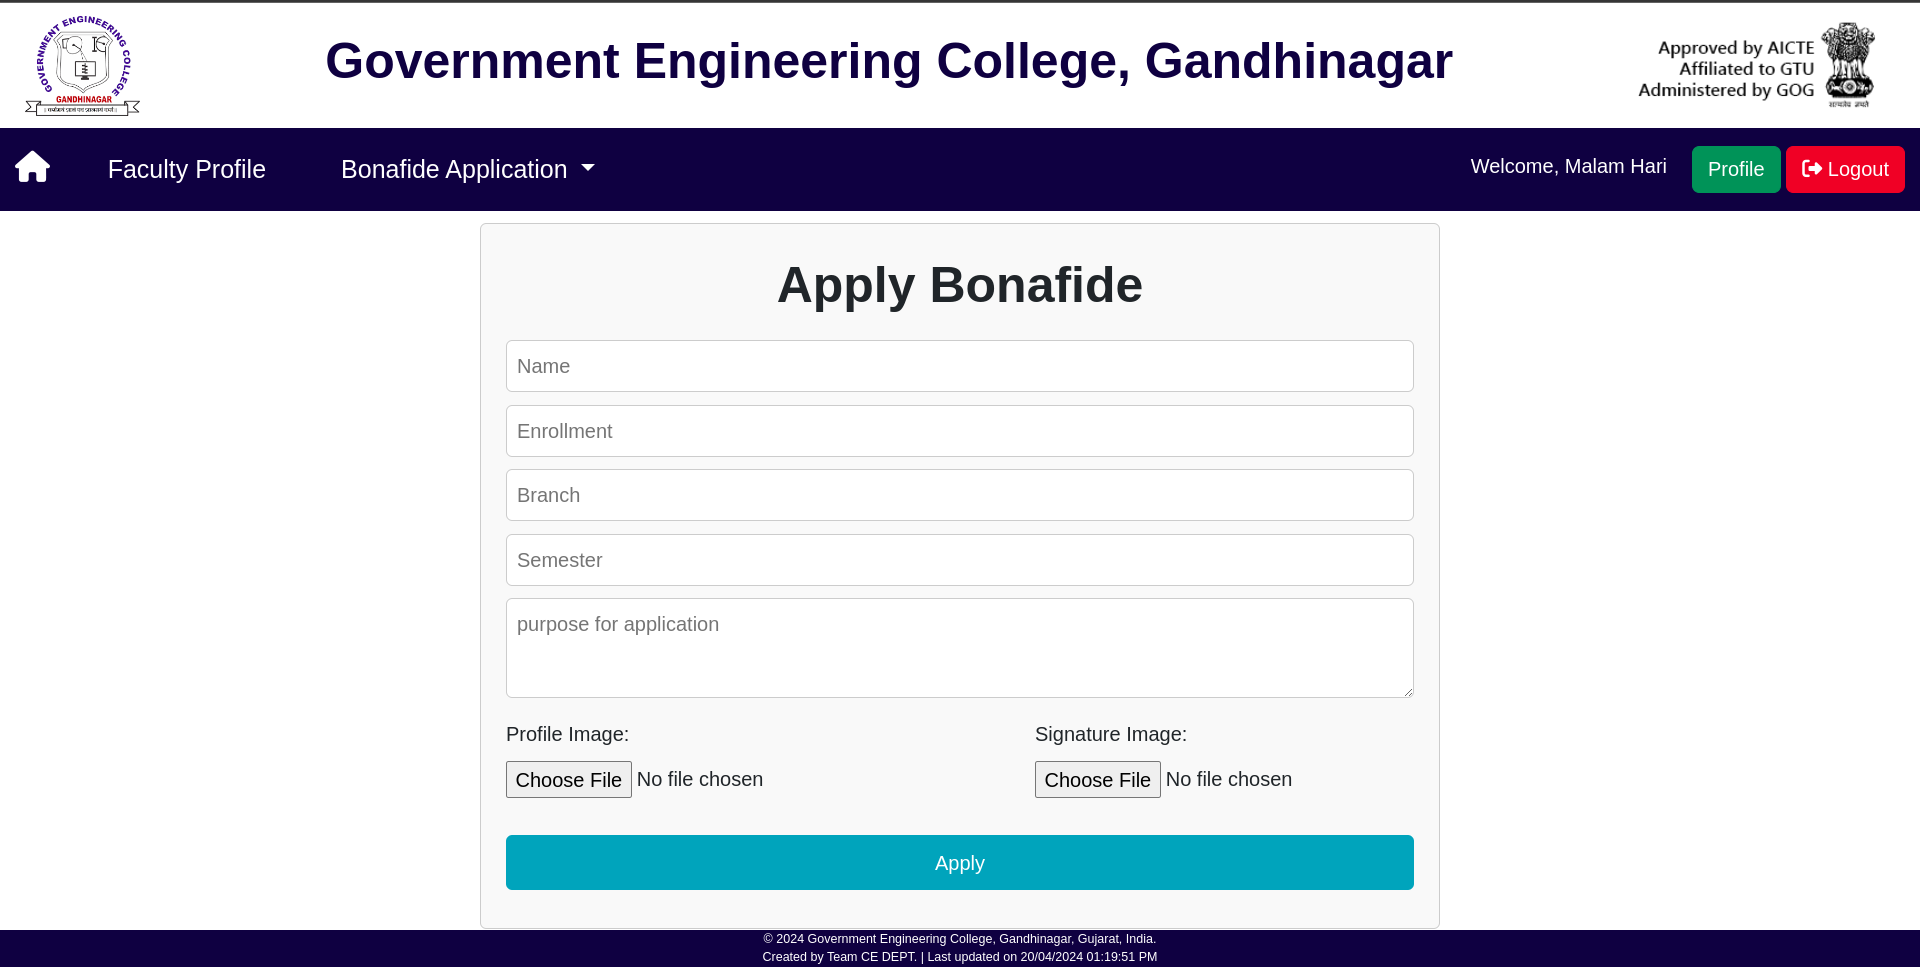 GOVERNMENT ENGINEERING COLLEGE
GANDHINAGAR
Government Engineering College, Gandhinagar
Approved by AICTE
Affiliated to GTU
Administered by GOG
सत्यमेव जयते
Faculty Profile
Bonafide Application
Welcome, Malam Hari
Profile
Logout
Apply Bonafide
Name
Enrollment
Branch
Semester
purpose for application
Profile Image:
Signature Image:
Choose File No file chosen
Choose File No file chosen
Apply
© 2024 Government Engineering College, Gandhinagar, Gujarat, India.
Created by Team CE DEPT. | Last updated on 20/04/2024 01:19:51 PM